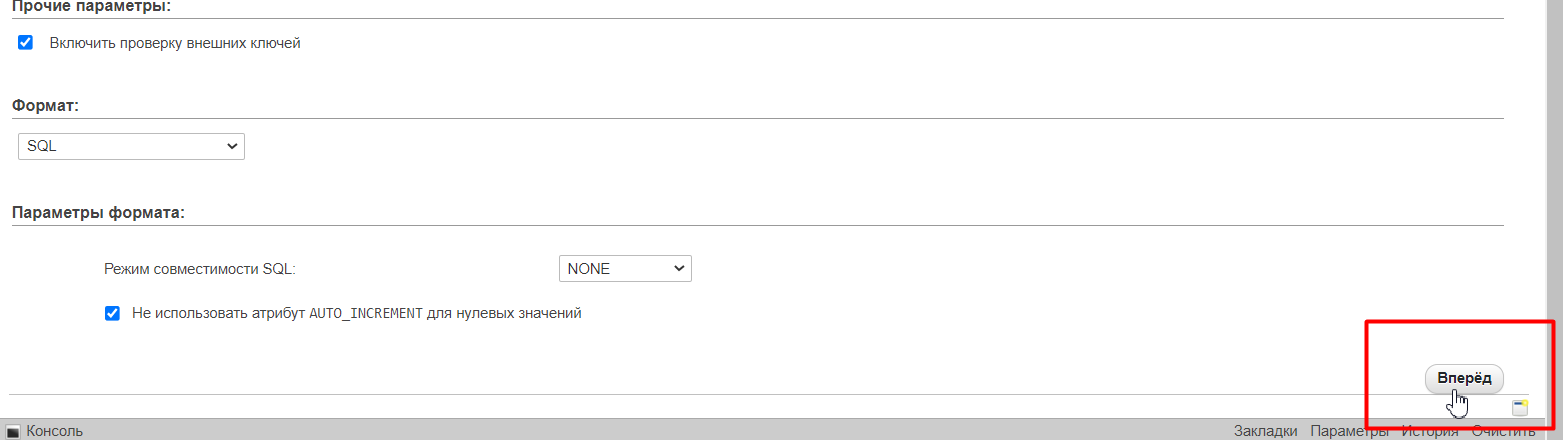 Прочие параметры:
Включить проверку внешних ключей
Формат:
SQL
Параметры формата:
Режим совместимости SQL: NONE
Не использовать атрибут AUTO_INCREMENT для нулевых значений
Вперёд
Консоль Закладки Параметры История Очистить